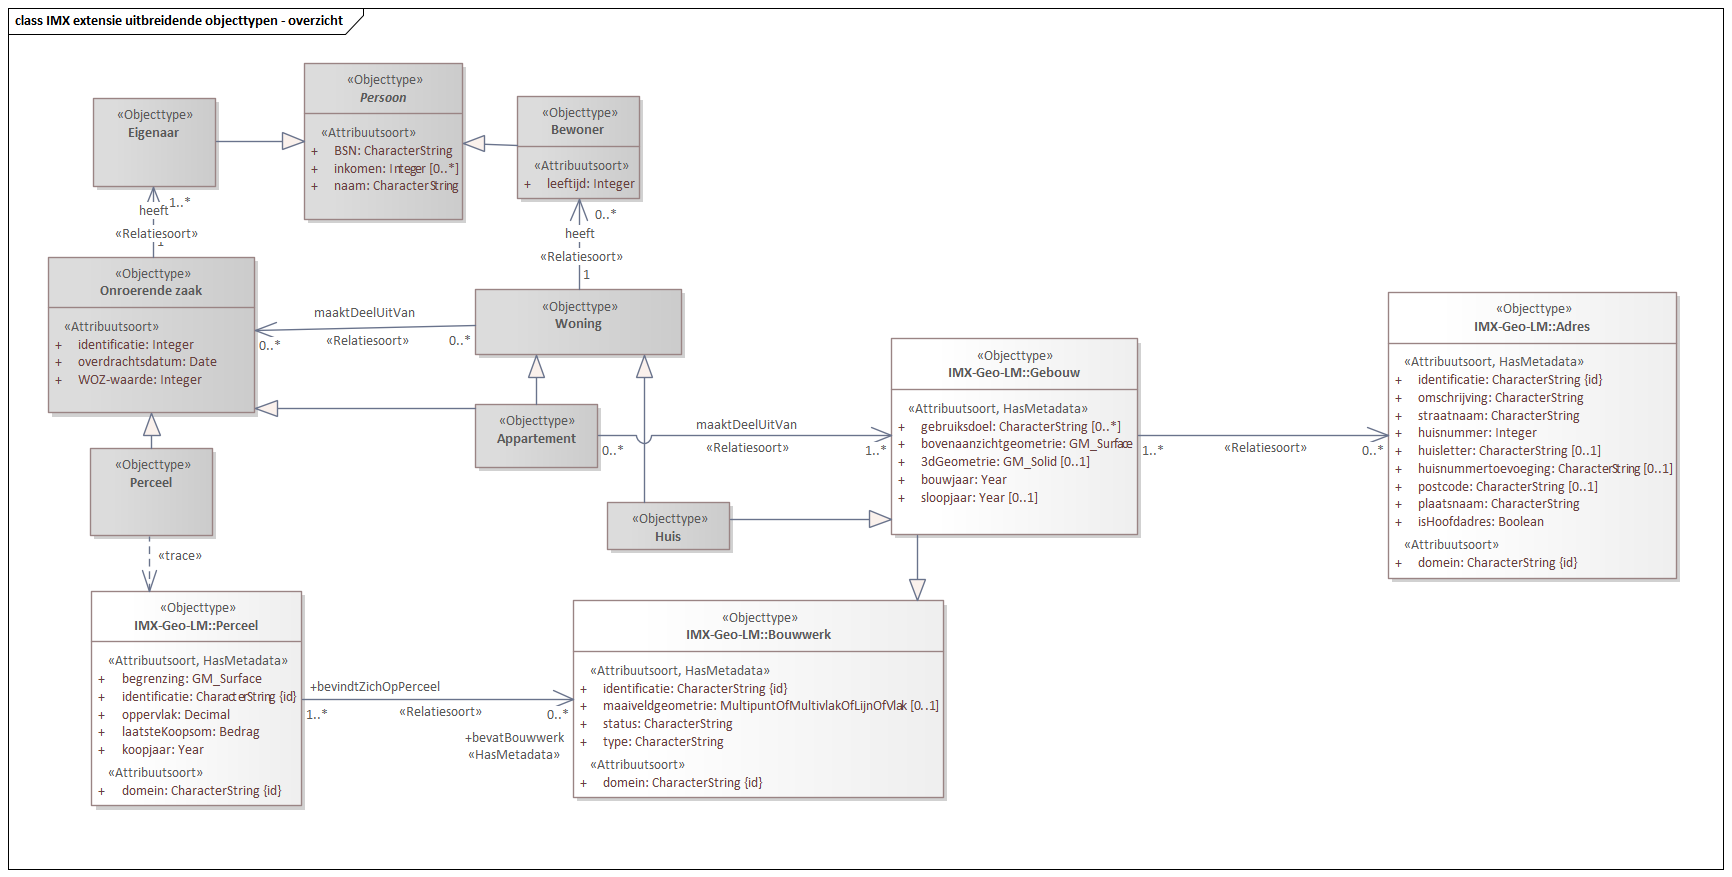 class IMX extensie uitbreidende objecttypen - overzicht
«Objecttype»
Eigenaar
«Objecttype»
Persoon
«Attribuutsoort»
+ BSN: CharacterString
+ inkomen: Integer [0..*]
+ naam: CharacterString
«Objecttype»
Bewoner
«Attribuutsoort»
+ leeftijd: Integer
1..*
heeft
«Relatiesoort»
1
0..*
heeft
«Relatiesoort»
1
«Objecttype»
Onroerende zaak
«Attribuutsoort»
+ identificatie: Integer
+ overdrachtsdatum: Date
+ WOZ-waarde: Integer
maaktDeelUitVan
«Relatiesoort»
0..*
0..*
«Objecttype»
Woning
«Objecttype»
Appartement
maaktDeelUitVan
«Relatiesoort»
0..*
1..*
«Objecttype»
IMX-Geo-LM::Gebouw
«Attribuutsoort, HasMetadata»
+ gebruiksdoel: CharacterString [0..*]
+ bovenaanzichtgeometrie: GM_Surface
+ 3dGeometrie: GM_Solid [0..1]
+ bouwjaar: Year
+ sloopjaar: Year [0..1]
1..*
«Relatiesoort»
0..*
«Objecttype»
IMX-Geo-LM::Adres
«Attribuutsoort, HasMetadata»
+ identificatie: CharacterString {id}
+ omschrijving: CharacterString
+ straatnaam: CharacterString
+ huisnummer: Integer
+ huisletter: CharacterString [0..1]
+ huisnummertoevoeging: CharacterString [0..1]
+ postcode: CharacterString [0..1]
+ plaatsnaam: CharacterString
+ isHoofdadres: Boolean
«Attribuutsoort»
+ domein: CharacterString {id}
«Objecttype»
Perceel
«trace»
«Objecttype»
Huis
«Objecttype»
IMX-Geo-LM::Perceel
«Attribuutsoort, HasMetadata»
+ begrenzing: GM_Surface
+ identificatie: CharacterString {id}
+ oppervlak: Decimal
+ laatsteKoopsom: Bedrag
+ koopjaar: Year
«Attribuutsoort»
+ domein: CharacterString {id}
+bevindtZichOpPerceel
1..*
«Relatiesoort»
0..*
+bevatBouwwerk
«HasMetadata»
«Objecttype»
IMX-Geo-LM::Bouwwerk
«Attribuutsoort, HasMetadata»
+ identificatie: CharacterString {id}
+ maaiveldgeometrie: MultipuntOfMultivlakOfLijnOfVlak [0..1]
+ status: CharacterString
+ type: CharacterString
«Attribuutsoort»
+ domein: CharacterString {id}